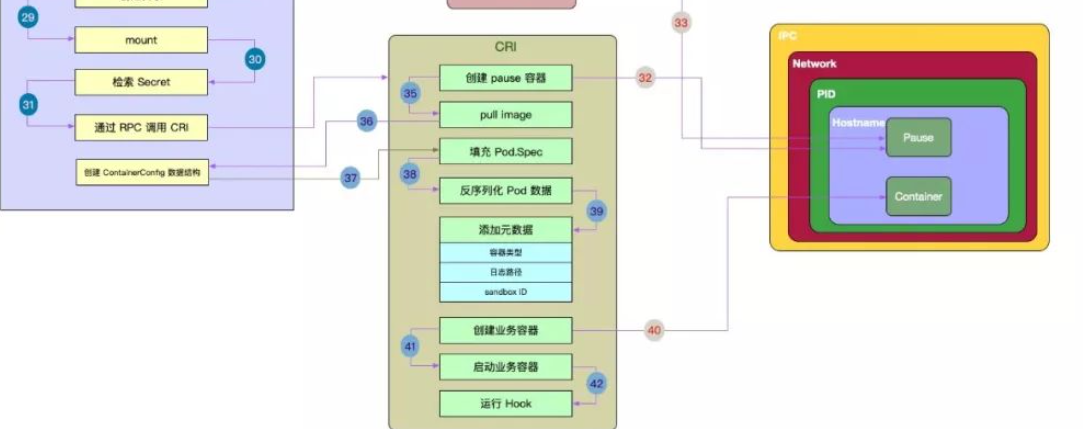 29
mount
30
检索 Secret
31
通过 RPC 调用 CRI
创建 ContainerConfig 数据结构
CRI
创建 pause 容器
35
pull image
36
填充 Pod.Spec
37
38
反序列化 Pod 数据
39
添加元数据
容器类型
日志路径
sandbox ID
创建业务容器
41
启动业务容器
42
运行 Hook
33
32
40
IPC
Network
PID
Hostname
Pause
Container